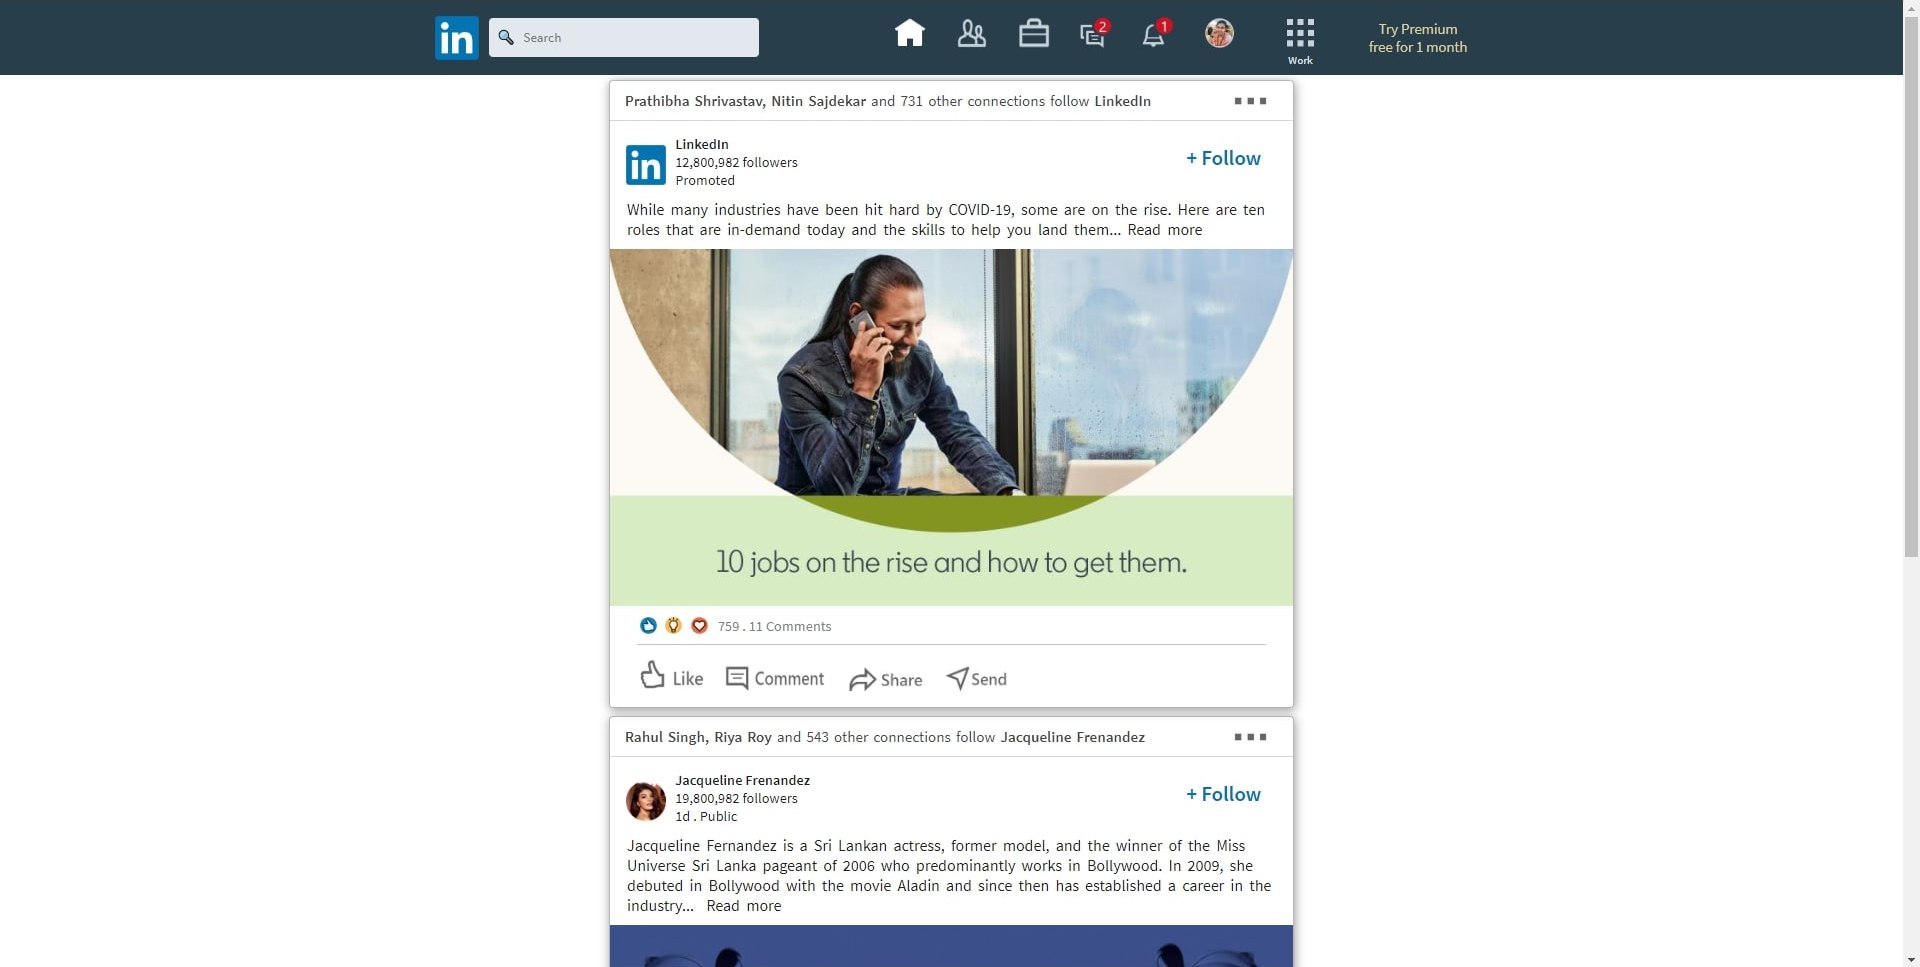 in
Search
2
1
Work
Try Premium
free for 1 month
Prathibha Shrivastav, Nitin Sajdekar and 731 other connections follow LinkedIn
in
LinkedIn
12,800,982 followers
Promoted
+ Follow
While many industries have been hit hard by COVID-19, some are on the rise. Here are ten
roles that are in-demand today and the skills to help you land them... Read more
10 jobs on the rise and how to get them.
759 . 11 Comments
Like
Comment
Share
Send
Rahul Singh, Riya Roy and 543 other connections follow Jacqueline Frenandez
Jacqueline Frenandez
19,800,982 followers
1d . Public
+ Follow
Jacqueline Fernandez is a Sri Lankan actress, former model, and the winner of the Miss
Universe Sri Lanka pageant of 2006 who predominantly works in Bollywood. In 2009, she
debuted in Bollywood with the movie Aladin and since then has established a career in the
industry... Read more